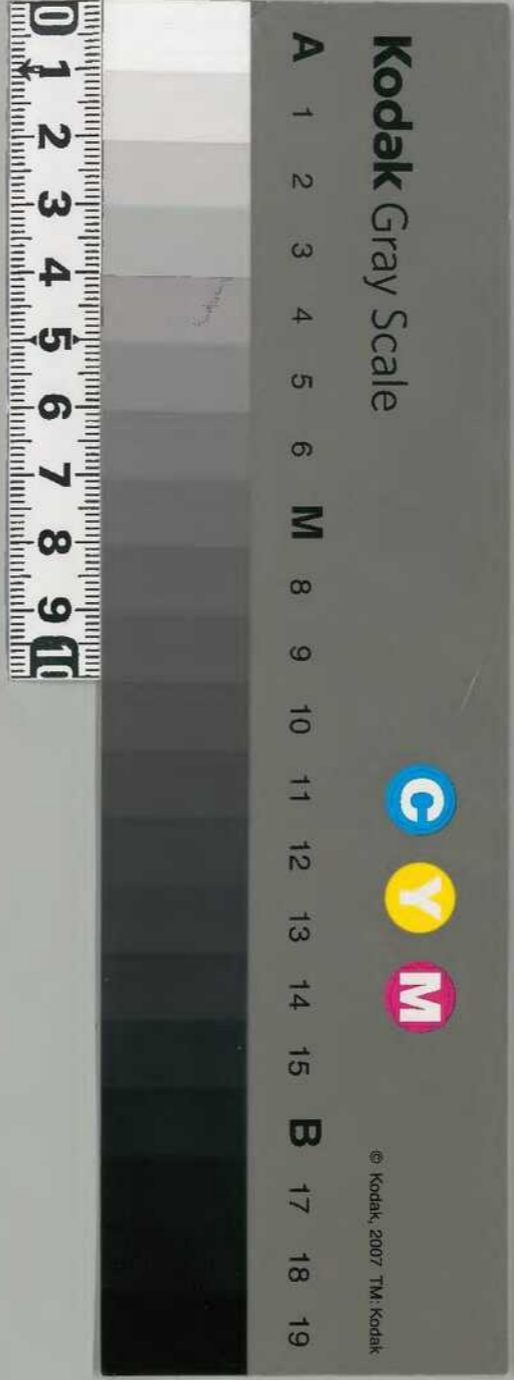 Kodak Gray Scale
C Y M
© Kodak, 2007 TM: Kodak
A 1 2 3 4 5 6 M 8 9 10 11 12 13 14 15 B 17 18 19
0 1 2 3 4 5 6 7 8 9 10